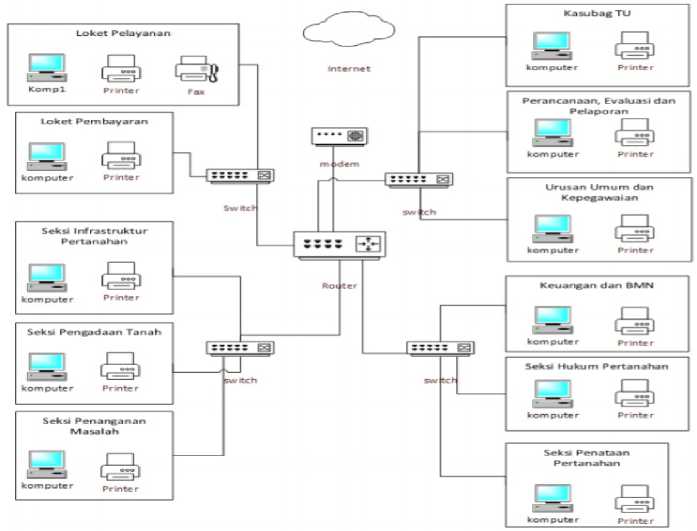 Loket Pelayanan
Komp1
Printer
Fax
Loket Pembayaran
komputer
Printer
Seksi Infrastruktur
Pertanahan
komputer
Printer
Seksi Pengadaan Tanah
komputer
Printer
Seksi Penanganan
Masalah
komputer
Printer
Internet
modem
Switch
switch
Router
switch
switch
Kasubag TU
komputer
Printer
Perancanaan, Evaluasi dan
Pelaporan
komputer
Printer
Urusan Umum dan
Kepegawaian
komputer
Printer
Keuangan dan BMN
komputer
Printer
Seksi Hukum Pertanahan
komputer
Printer
Seksi Penataan
Pertanahan
komputer
Printer